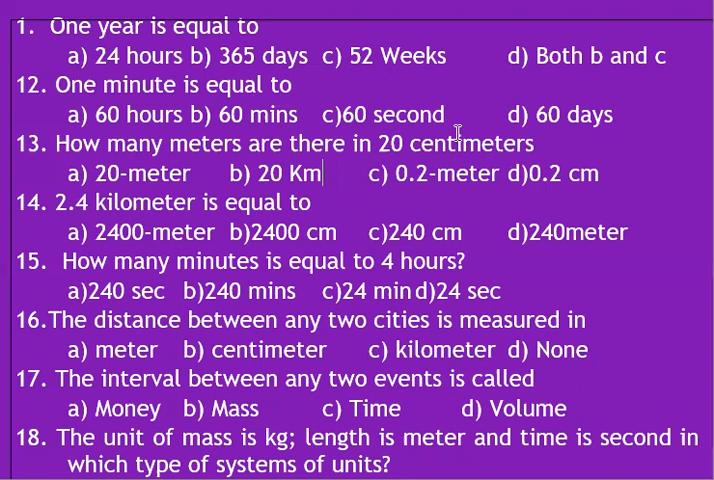 1. One year is equal to
a) 24 hours b) 365 days c) 52 Weeks d) Both b and c
12. One minute is equal to
a) 60 hours b) 60 mins c)60 second d) 60 days
13. How many meters are there in 20 centimeters
a) 20-meter b) 20 Km c) 0.2-meter d)0.2 cm
14. 2.4 kilometer is equal to
a) 2400-meter b)2400 cm c)240 cm d)240meter
15. How many minutes is equal to 4 hours?
a)240 sec b)240 mins c)24 min d)24 sec
16.The distance between any two cities is measured in
a) meter b) centimeter c) kilometer d) None
17. The interval between any two events is called
a) Money b) Mass c) Time d) Volume
18. The unit of mass is kg; length is meter and time is second in
which type of systems of units?